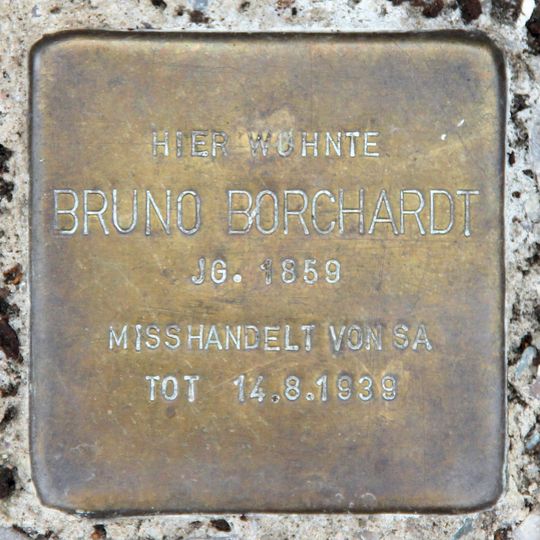 HIER WOHNTE
BRUNO BORCHARDT
JG. 1859
MISSHANDELT VON SA
TOT 14.8.1939